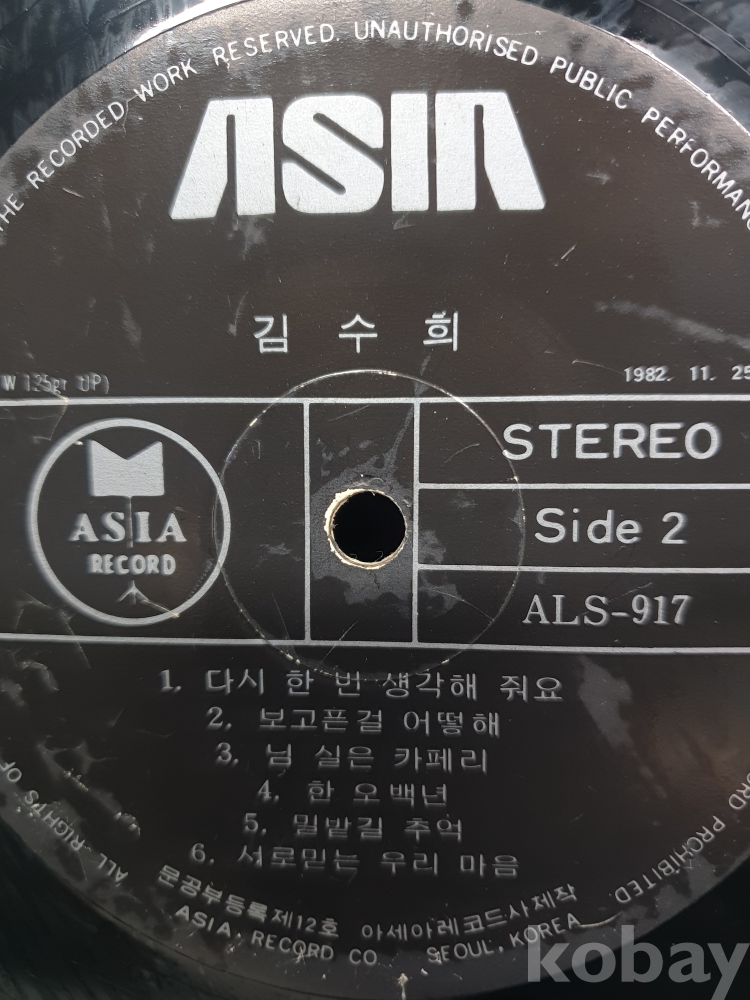 THE RECORDED WORK RESERVED. UNAUTHORISED PUBLIC
ASIA
김 수 희
W 125gr UP)
1982. 11. 25
STEREO
ASIA
RECORD
Side 2
ALS-917
1. 다시 한 번 생각해 줘요
2. 보고픈걸 어떻해
3. 님 실은 카페리
4. 한 오백년
5. 밀밭길 추억
6. 서로믿는 우리 마음
PROHIBITED
ALL RIGHTS OF
문공부등록제12호 아세아레코드사제작
ASIA. RECORD CO. SEOUL, KOREA
kobay